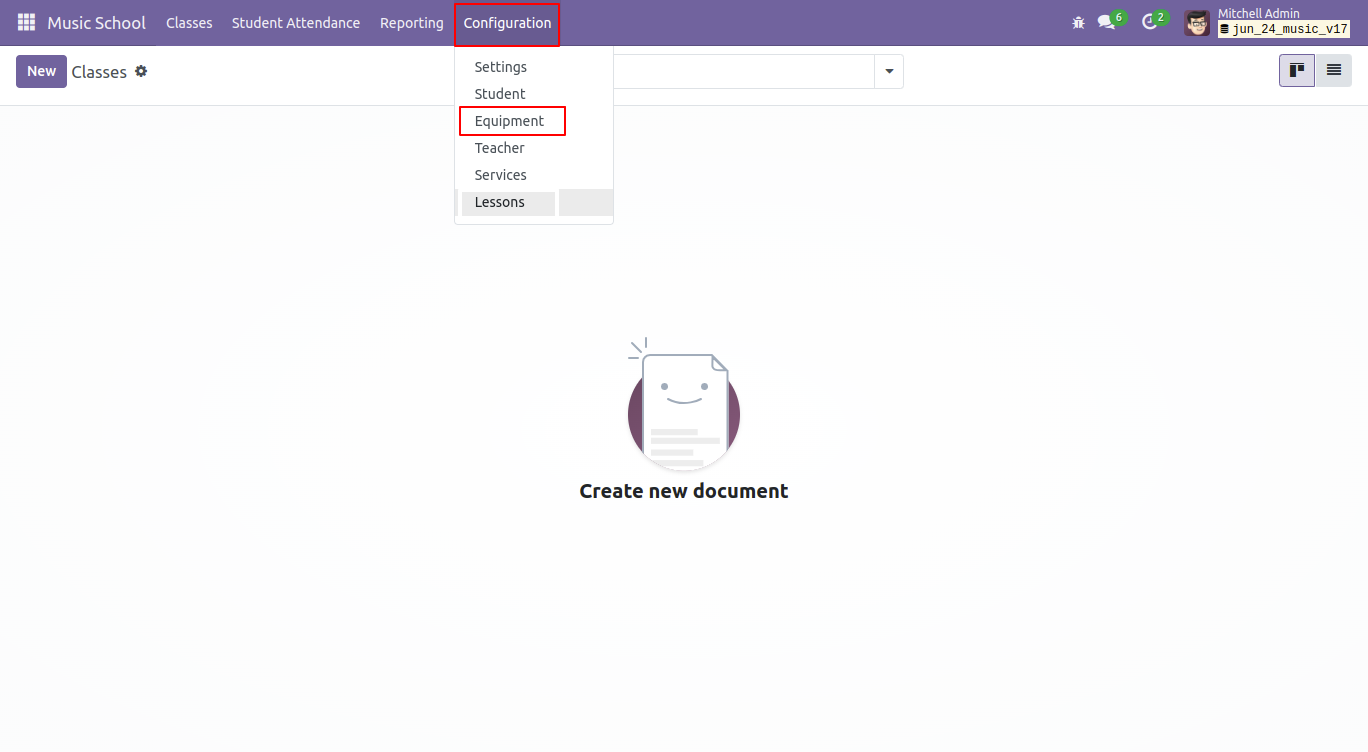 Music School Classes Student Attendance Reporting Configuration 6 2 Mitchell Admin
jun_24_music_v17
New Classes
Settings
Student
Equipment
Teacher
Services
Lessons
Create new document